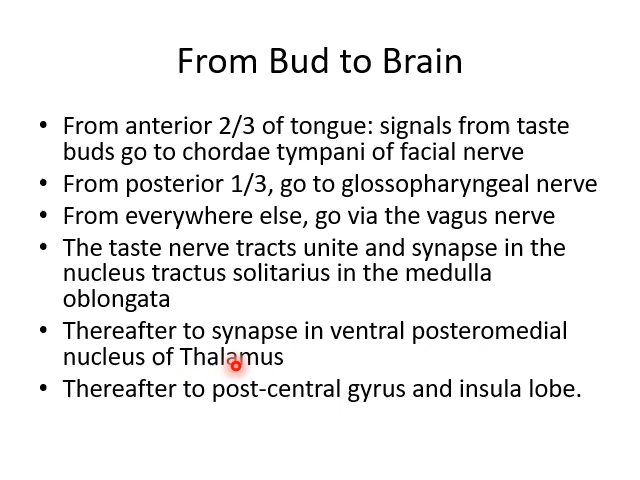 From Bud to Brain
• From anterior 2/3 of tongue: signals from taste
buds go to chordae tympani of facial nerve
• From posterior 1/3, go to glossopharyngeal nerve
• From everywhere else, go via the vagus nerve
• The taste nerve tracts unite and synapse in the
nucleus tractus solitarius in the medulla
oblongata
• Thereafter to synapse in ventral posteromedial
nucleus of Thalamus
• Thereafter to post-central gyrus and insula lobe.